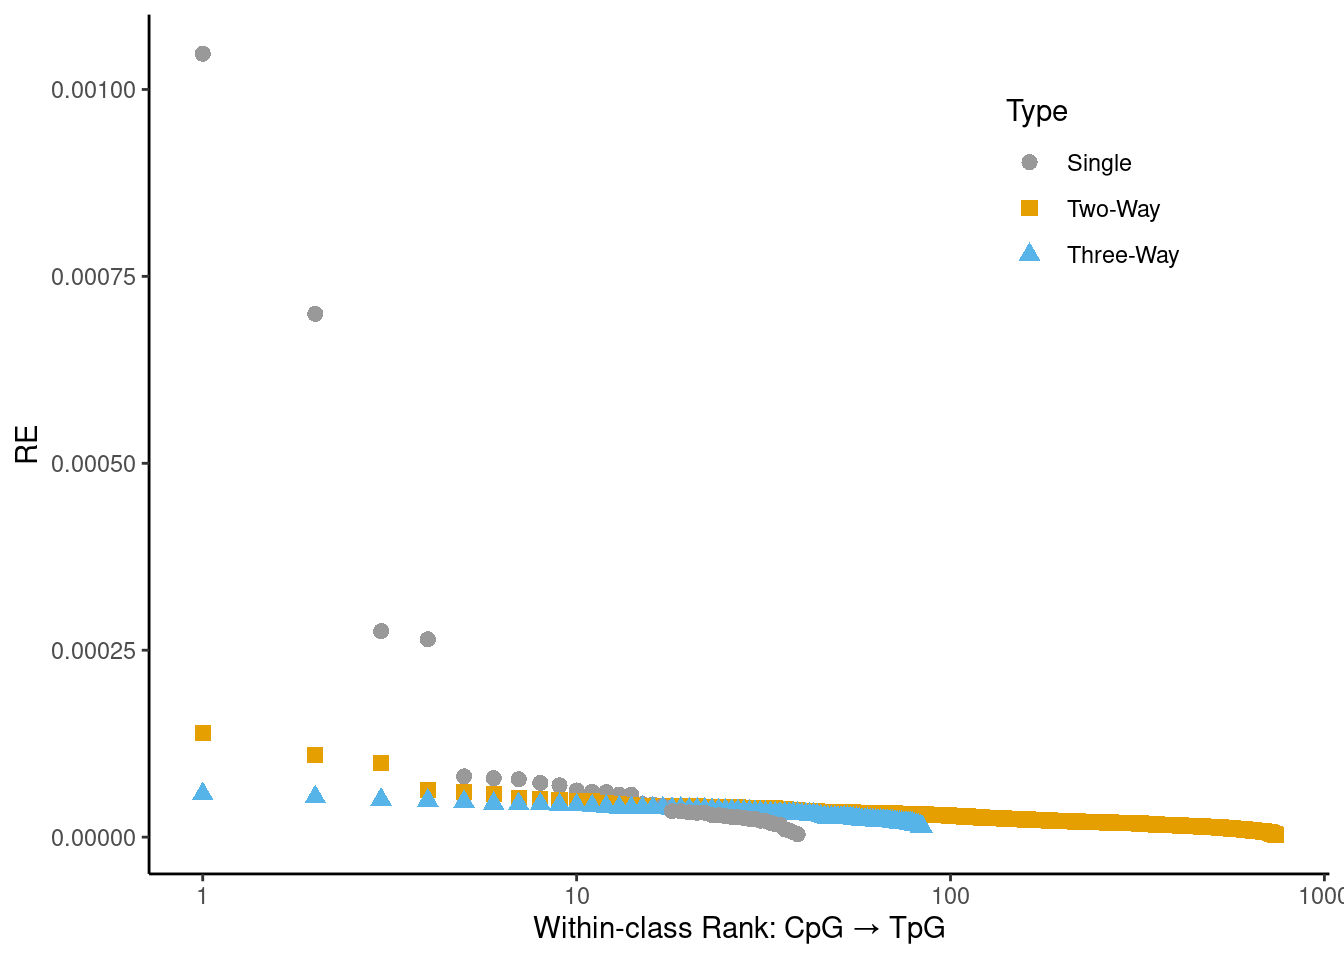 0.00100
0.00075
0.00050
0.00025
0.00000
RE
Type
Single
Two-Way
Three-Way
1
10
100
1000
Within-class Rank: CpG → TpG